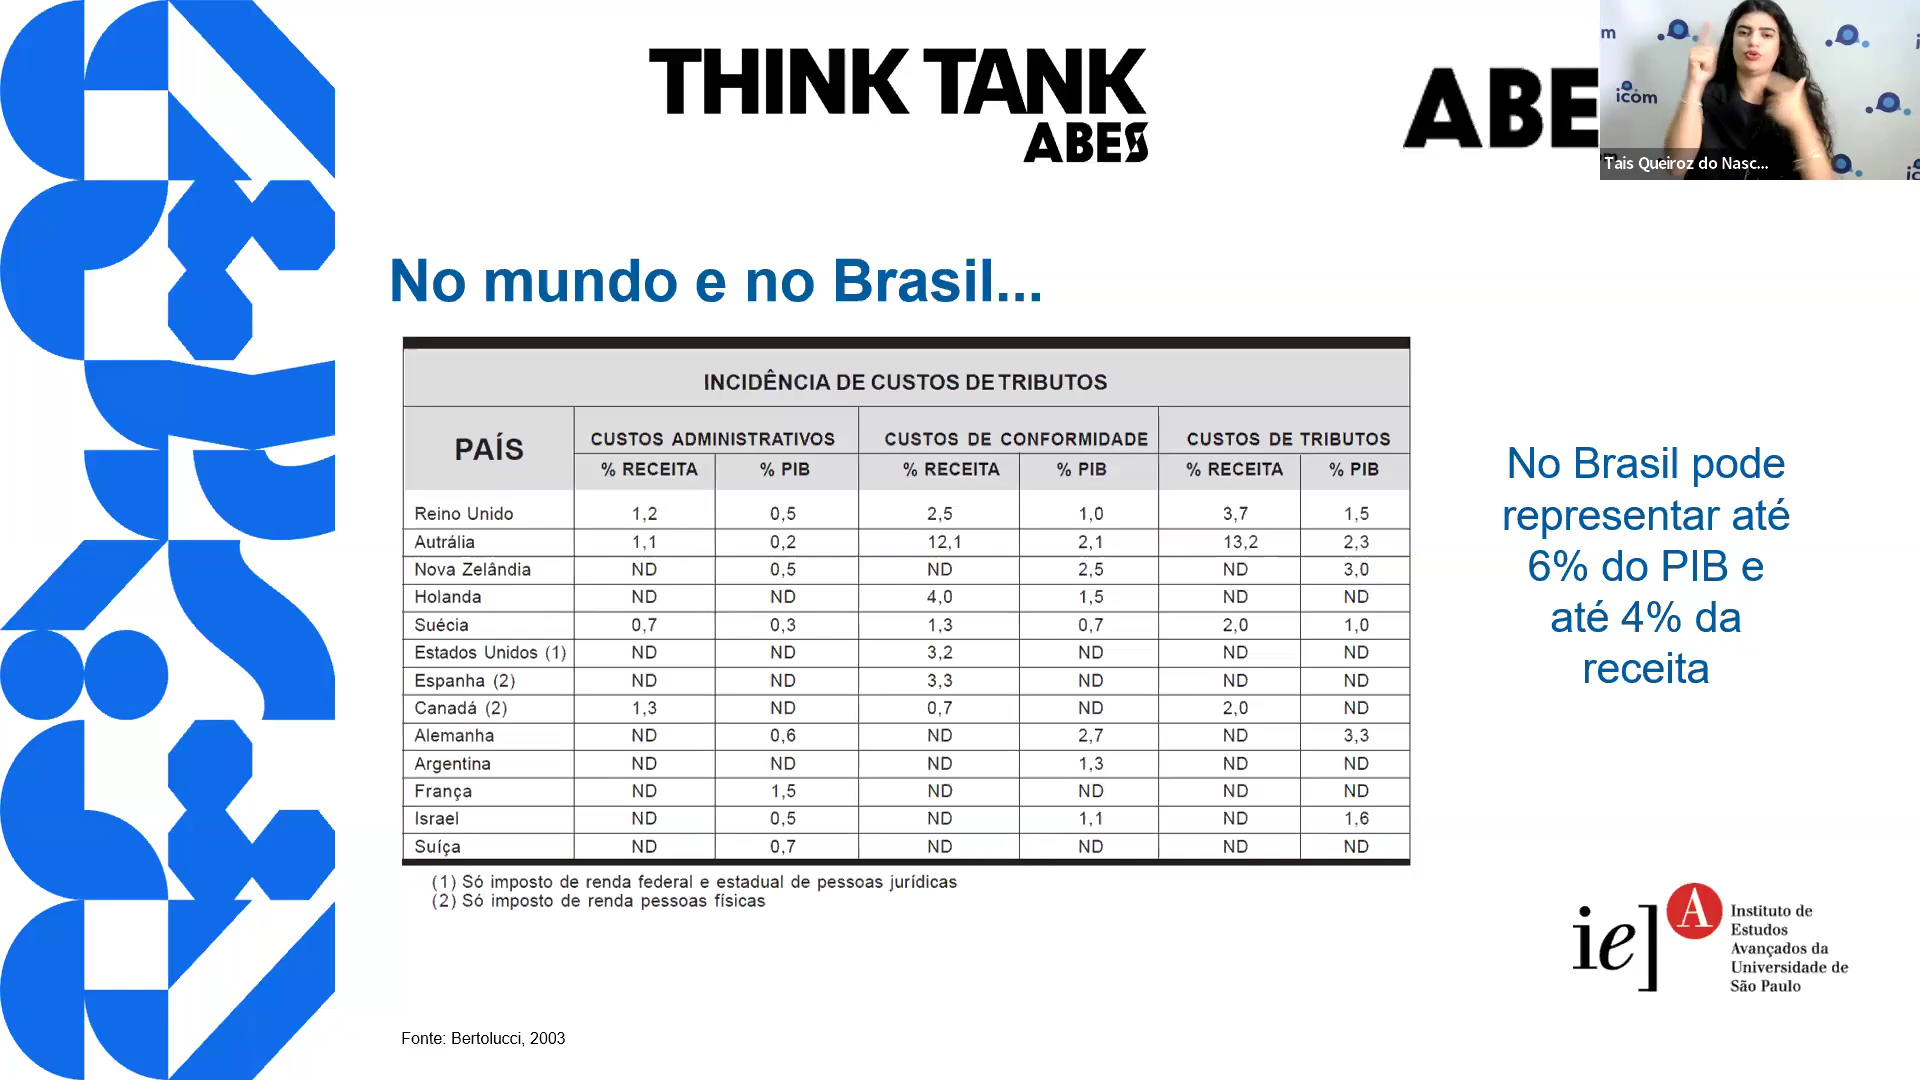 THINK TANK
ABES
ABE
icom
Tais Queiroz do Nasc...
No mundo e no Brasil...
INCIDÊNCIA DE CUSTOS DE TRIBUTOS
PAÍS CUSTOS ADMINISTRATIVOS CUSTOS DE CONFORMIDADE CUSTOS DE TRIBUTOS
% RECEITA % PIB % RECEITA % PIB % RECEITA % PIB
Reino Unido 1,2 0,5 2,5 1,0 3,7 1,5
Autrália 1,1 0,2 12,1 2,1 13,2 2,3
Nova Zelândia ND 0,5 ND 2,5 ND 3,0
Holanda ND ND 4,0 1,5 ND ND
Suécia 0,7 0,3 1,3 0,7 2,0 1,0
Estados Unidos (1) ND ND 3,2 ND ND ND
Espanha (2) ND ND 3,3 ND ND ND
Canadá (2) 1,3 ND 0,7 ND 2,0 ND
Alemanha ND 0,6 ND 2,7 ND 3,3
Argentina ND ND ND 1,3 ND ND
França ND 1,5 ND ND ND ND
Israel ND 0,5 ND 1,1 ND 1,6
Suíça ND 0,7 ND ND ND ND
(1) Só imposto de renda federal e estadual de pessoas jurídicas
(2) Só imposto de renda pessoas físicas
No Brasil pode
representar até
6% do PIB e
até 4% da
receita
ie] A
Instituto de
Estudos
Avançados da
Universidade de
São Paulo
Fonte: Bertolucci, 2003